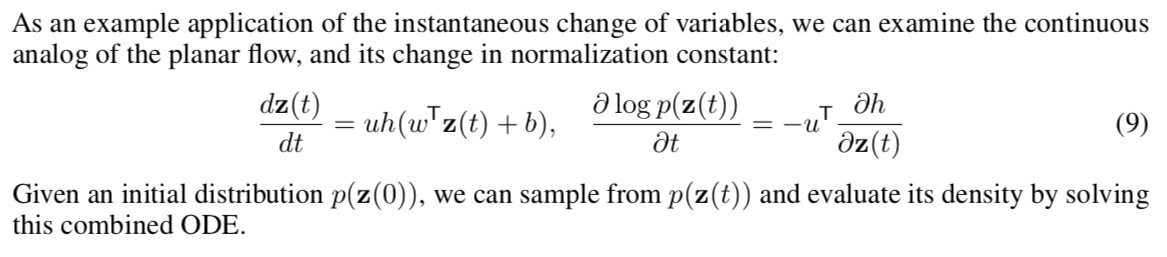 As an example application of the instantaneous change of variables, we can examine the continuous
analog of the planar flow, and its change in normalization constant:
d𝐳(t)/dt = uh(wᵀ𝐳(t) + b), ∂ log p(𝐳(t))/∂t = −uᵀ ∂h/∂𝐳(t) (9)
Given an initial distribution p(𝐳(0)), we can sample from p(𝐳(t)) and evaluate its density by solving
this combined ODE.